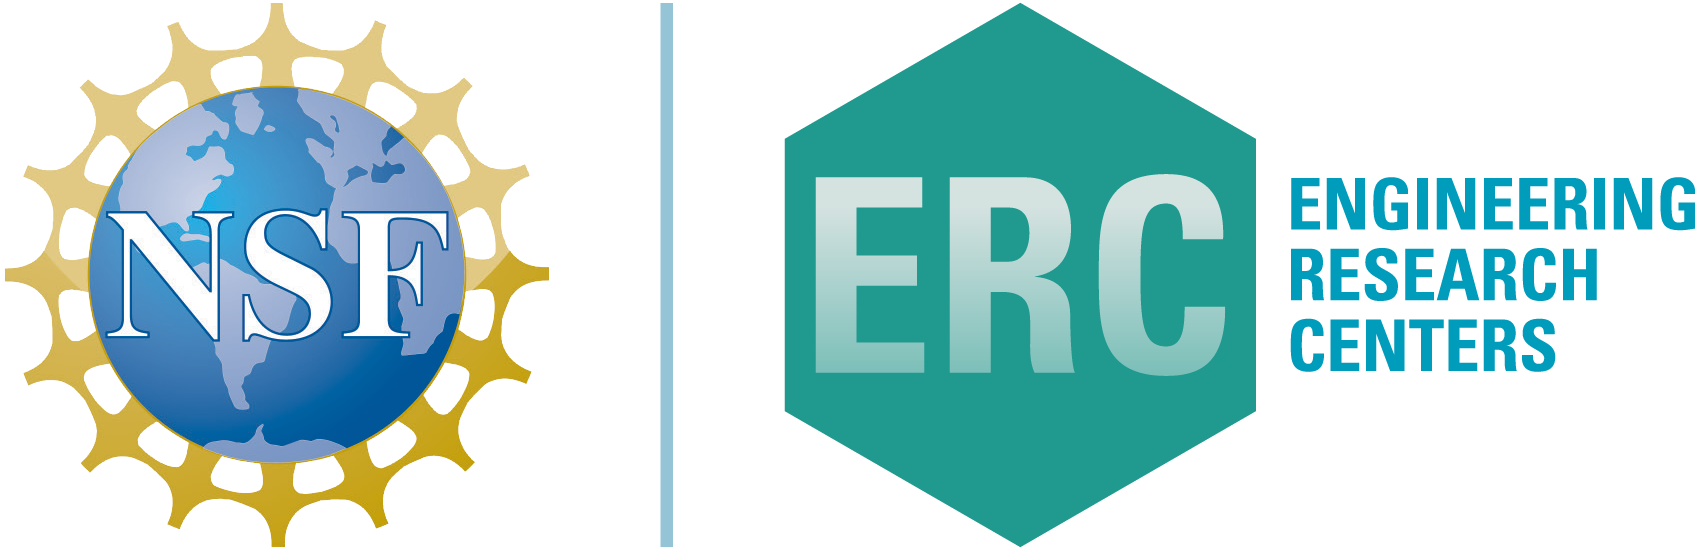 NSF
ERC
ENGINEERING
RESEARCH
CENTERS